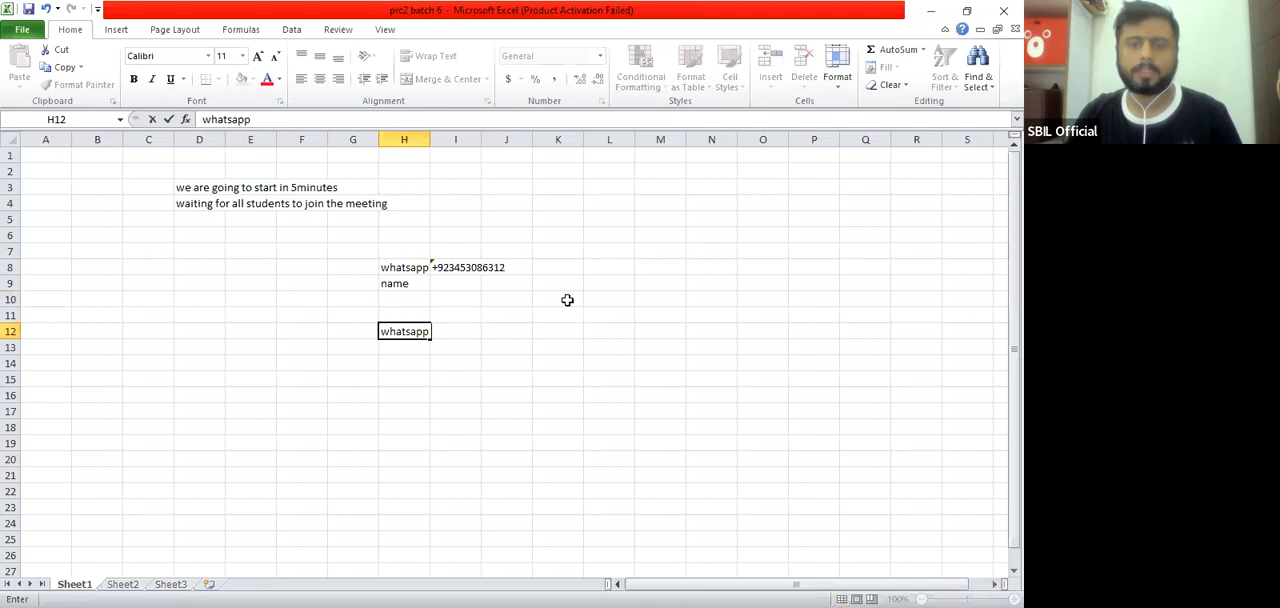 prc2 batch 6 - Microsoft Excel (Product Activation Failed)
File Home Insert Page Layout Formulas Data Review View
Paste Cut Copy Format Painter Clipboard
Calibri 11 A A B I U A Font
Wrap Text Merge & Center Alignment
General $ % , Number
Conditional Formatting Format as Table Cell Styles Styles
Insert Delete Format Cells
Σ AutoSum Fill Clear Sort & Filter Find & Select Editing
H12 fx whatsapp
A B C D E F G H I J K L M N O P Q R S
1
2
3 we are going to start in 5minutes
4 waiting for all students to join the meeting
5
6
7
8 whatsapp +923453086312
9 name
10
11
12 whatsapp
13
14
15
16
17
18
19
20
21
22
23
24
25
26
27
Sheet1 Sheet2 Sheet3
Enter 100%
SBIL Official